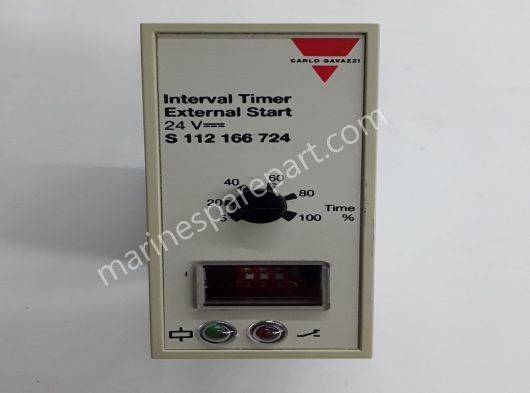 CARLO GAVAZZI
Interval Timer
External Start
24 V
S 112 166 724
40 60
20 80
5 100
Time
%
marinesparepart.com